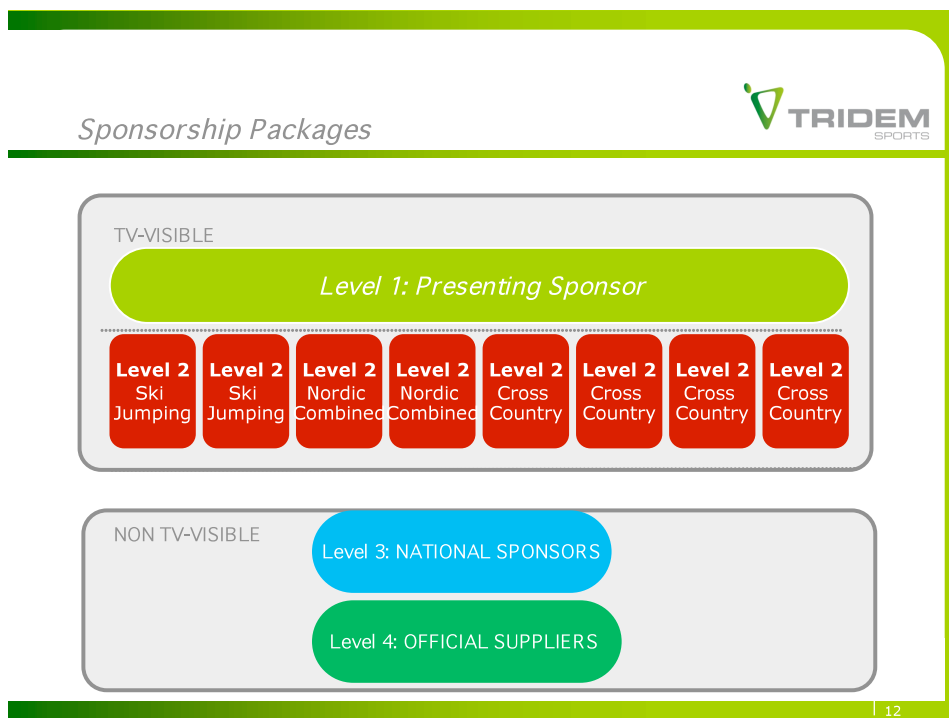 Sponsorship Packages
TRIDEM
SPORTS
TV-VISIBLE
Level 1: Presenting Sponsor
Level 2
Ski
Jumping
Level 2
Ski
Jumping
Level 2
Nordic
Combined
Level 2
Nordic
Combined
Level 2
Cross
Country
Level 2
Cross
Country
Level 2
Cross
Country
Level 2
Cross
Country
NON TV-VISIBLE
Level 3: NATIONAL SPONSORS
Level 4: OFFICIAL SUPPLIERS
12